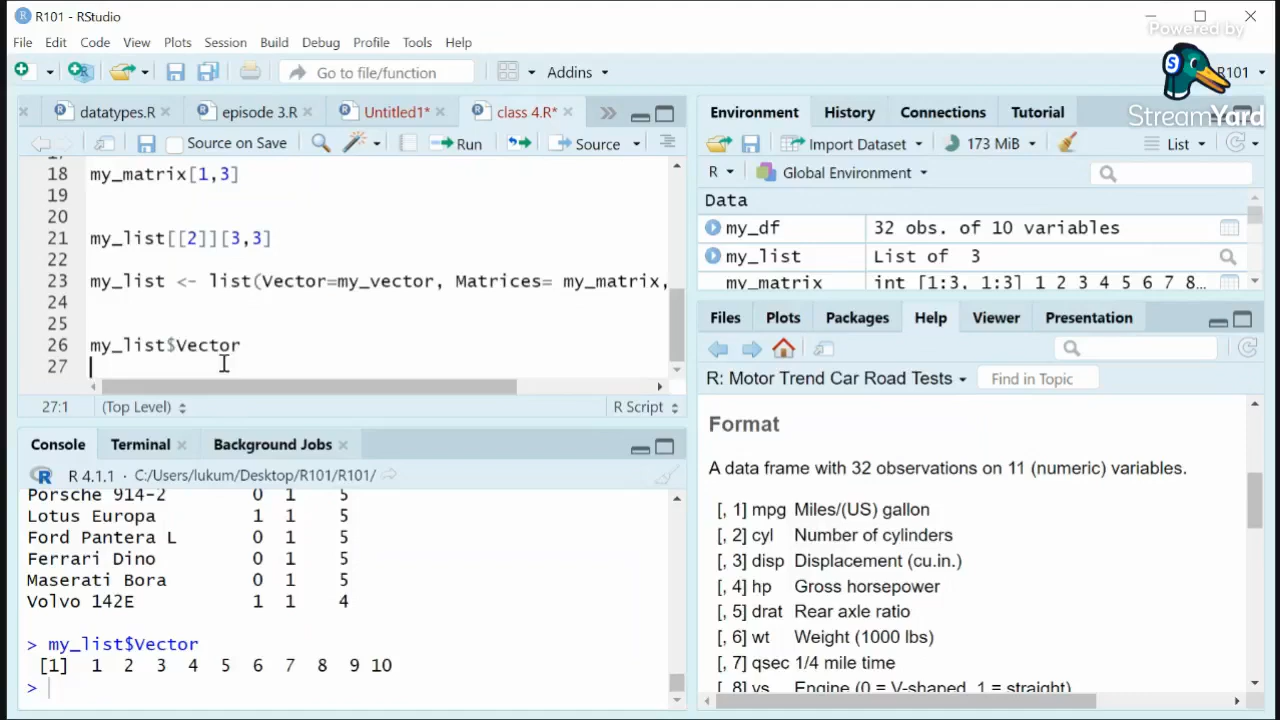 R101 - RStudio
Powered by
File Edit Code View Plots Session Build Debug Profile Tools Help
Go to file/function Addins R101
StreamYard
datatypes.R episode 3.R Untitled1* class 4.R*
Source on Save Run Source
18 my_matrix[1,3]
19
20
21 my_list[[2]][3,3]
22
23 my_list <- list(Vector=my_vector, Matrices= my_matrix,
24
25
26 my_list$Vector
27
27:1 (Top Level) R Script
Console Terminal Background Jobs
R 4.1.1 · C:/Users/lukum/Desktop/R101/R101/
Porsche 914-2 0 1 5
Lotus Europa 1 1 5
Ford Pantera L 0 1 5
Ferrari Dino 0 1 5
Maserati Bora 0 1 5
Volvo 142E 1 1 4
> my_list$Vector
[1] 1 2 3 4 5 6 7 8 9 10
>
Environment History Connections Tutorial
Import Dataset 173 MiB List
R Global Environment
Data
my_df 32 obs. of 10 variables
my_list List of 3
my_matrix int [1:3, 1:3] 1 2 3 4 5 6 7 8…
Files Plots Packages Help Viewer Presentation
R: Motor Trend Car Road Tests Find in Topic
Format
A data frame with 32 observations on 11 (numeric) variables.
[, 1] mpg Miles/(US) gallon
[, 2] cyl Number of cylinders
[, 3] disp Displacement (cu.in.)
[, 4] hp Gross horsepower
[, 5] drat Rear axle ratio
[, 6] wt Weight (1000 lbs)
[, 7] qsec 1/4 mile time
[, 8] vs Engine (0 = V-shaped, 1 = straight)